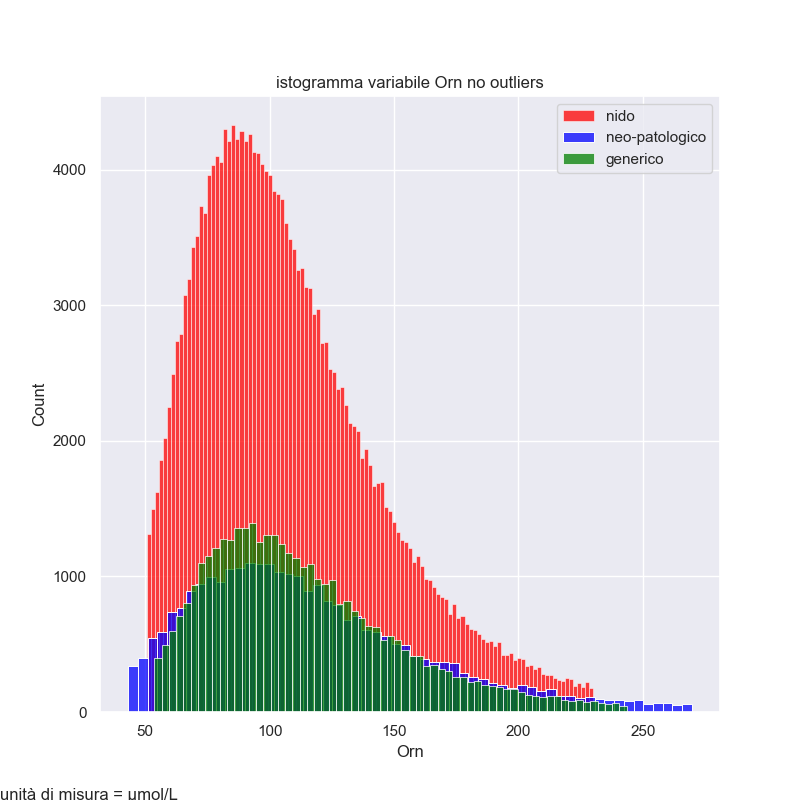 istogramma variabile Orn no outliers
nido
neo-patologico
generico
4000
3000
2000
1000
0
Count
50
100
150
200
250
Orn
unità di misura = μmol/L